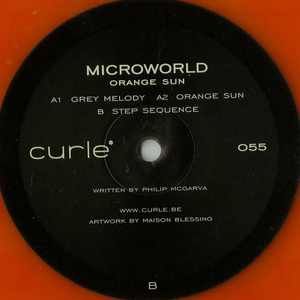 MICROWORLD
ORANGE SUN
A1 GREY MELODY A2 ORANGE SUN
B STEP SEQUENCE
curle
055
WRITTEN BY PHILIP MCGARVA
WWW.CURLE.BE
ARTWORK BY MAISON BLESSING
B